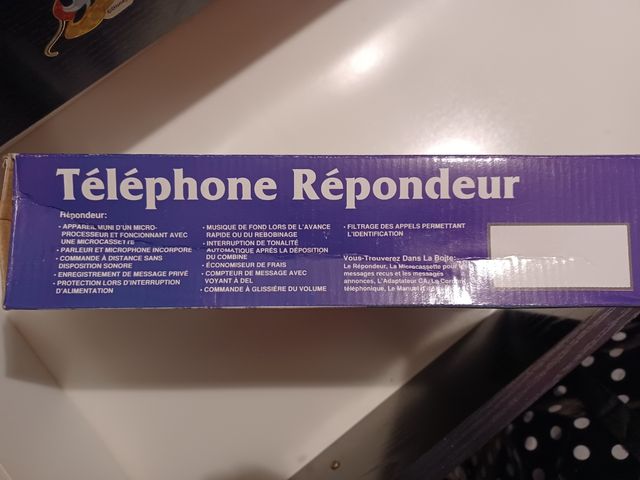 Téléphone Répondeur
Répondeur:
• APPAREIL MUNI D'UN MICRO-
PROCESSEUR ET FONCTIONNANT AVEC
UNE MICROCASSETTE
• PARLEUR ET MICROPHONE INCORPORÉ
• COMMANDE À DISTANCE SANS
DISPOSITION SONORE
• ENREGISTREMENT DE MESSAGE PRIVÉ
• PROTECTION LORS D'INTERRUPTION
D'ALIMENTATION
• MUSIQUE DE FOND LORS DE L'AVANCE
RAPIDE OU DU REBOBINAGE
• INTERRUPTION DE TONALITÉ
AUTOMATIQUE APRÉS LA DÉPOSITION
DU COMBINE
• ÉCONOMISEUR DE FRAIS
• COMPTEUR DE MESSAGE AVEC
VOYANT À DEL
• COMMANDE À GLISSIÈRE DU VOLUME
• FILTRAGE DES APPELS PERMETTANT
L'IDENTIFICATION
Vous-Trouverez Dans La Boîte:
Le Répondeur, La Microcassette pour les
messages recus et les messages
annonces, L'Adaptateur CA, Le Cordon
téléphonique, Le Manuel